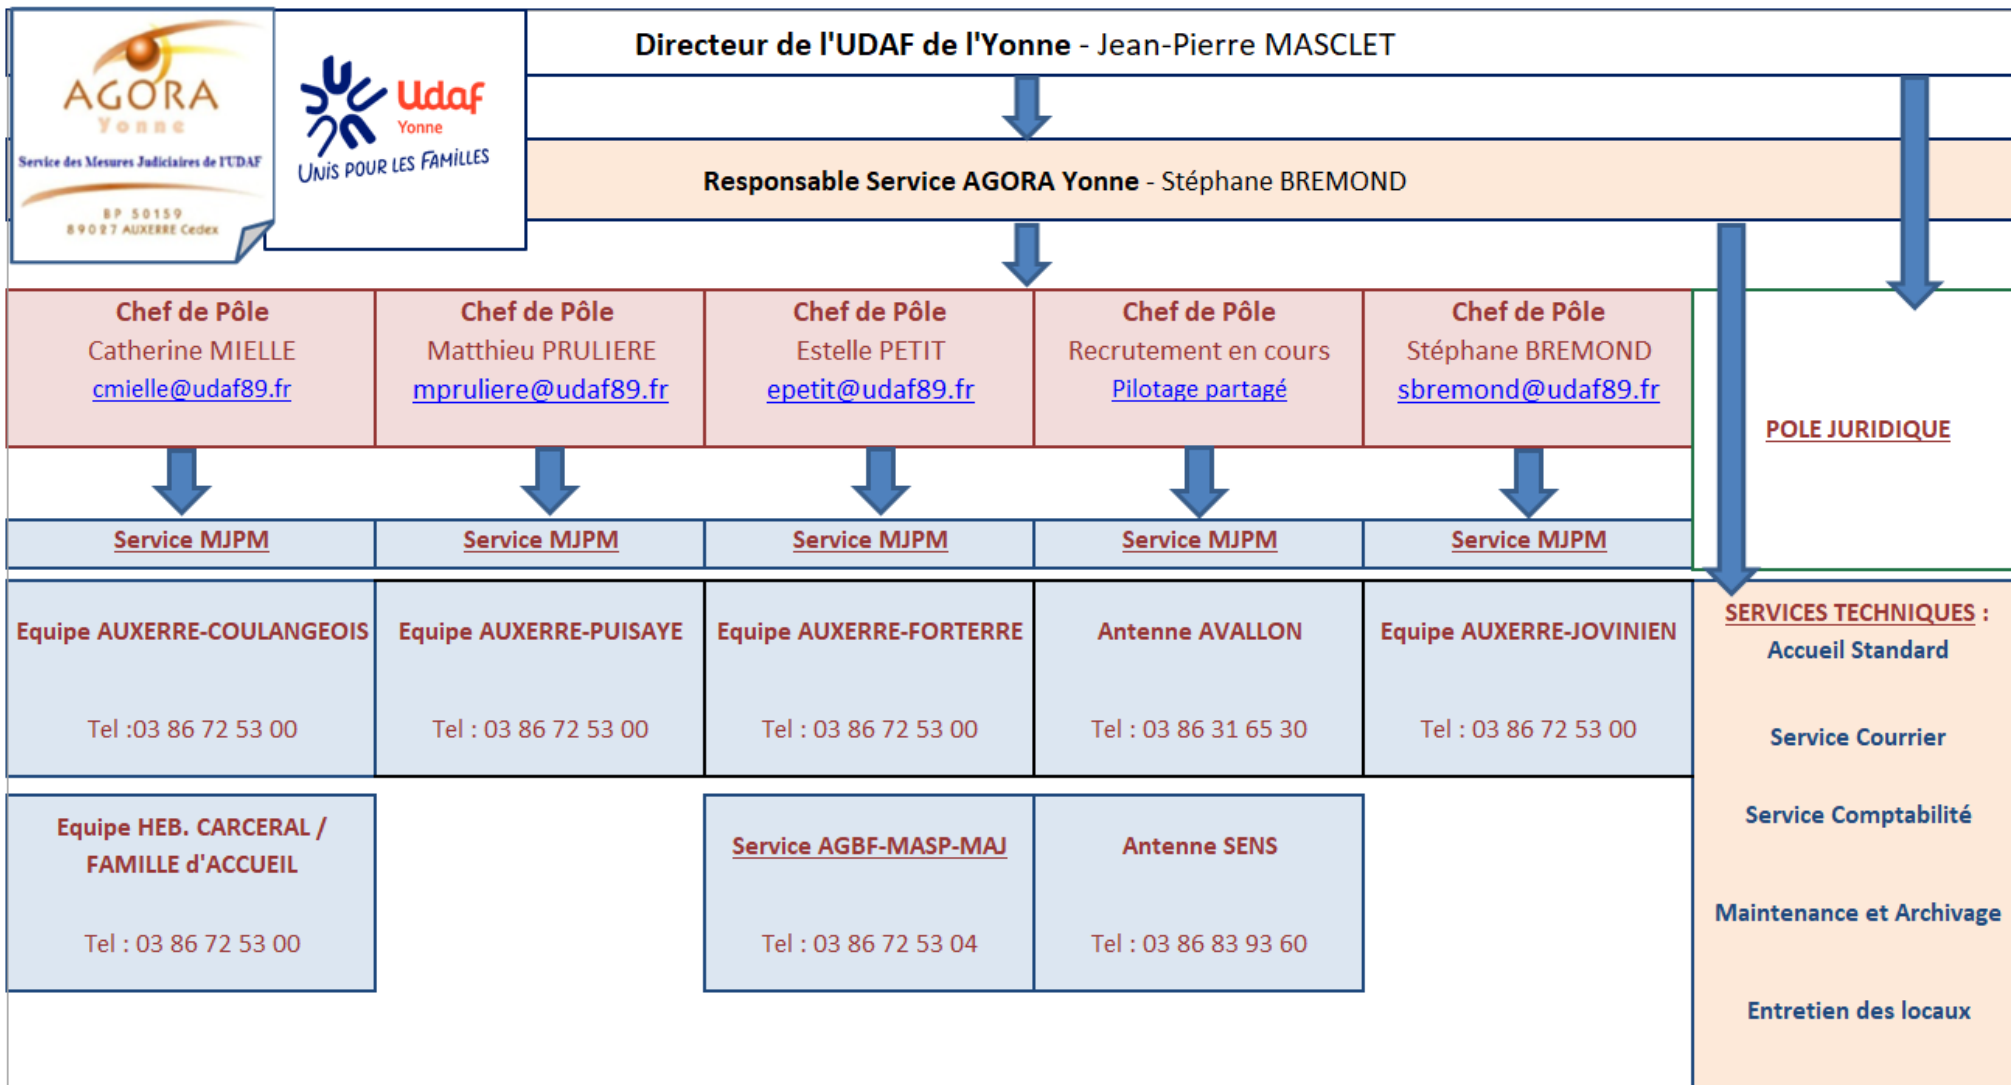 AGORA
Yonne
Service des Mesures Judiciaires de l'UDAF
BP 50159
89027 AUXERRE Cedex
Udaf
Yonne
UNIS POUR LES FAMILLES
Directeur de l'UDAF de l'Yonne - Jean-Pierre MASCLET
Responsable Service AGORA Yonne - Stéphane BREMOND
Chef de Pôle
Catherine MIELLE
cmielle@udaf89.fr
Chef de Pôle
Matthieu PRULIERE
mpruliere@udaf89.fr
Chef de Pôle
Estelle PETIT
epetit@udaf89.fr
Chef de Pôle
Recrutement en cours
Pilotage partagé
Chef de Pôle
Stéphane BREMOND
sbremond@udaf89.fr
POLE JURIDIQUE
Service MJPM
Service MJPM
Service MJPM
Service MJPM
Service MJPM
Equipe AUXERRE-COULANGEOIS
Tel :03 86 72 53 00
Equipe AUXERRE-PUISAYE
Tel : 03 86 72 53 00
Equipe AUXERRE-FORTERRE
Tel : 03 86 72 53 00
Antenne AVALLON
Tel : 03 86 31 65 30
Equipe AUXERRE-JOVINIEN
Tel : 03 86 72 53 00
Equipe HEB. CARCERAL /
FAMILLE d'ACCUEIL
Tel : 03 86 72 53 00
Service AGBF-MASP-MAJ
Tel : 03 86 72 53 04
Antenne SENS
Tel : 03 86 83 93 60
SERVICES TECHNIQUES :
Accueil Standard
Service Courrier
Service Comptabilité
Maintenance et Archivage
Entretien des locaux